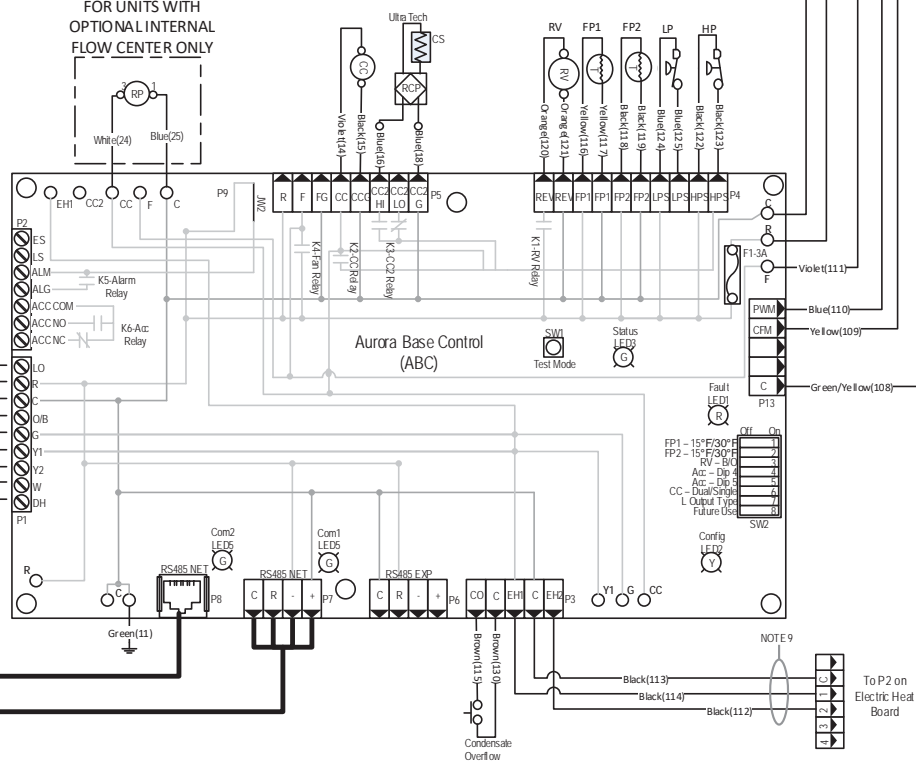 FOR UNITS WITH
OPTIONAL INTERNAL
FLOW CENTER ONLY
3 RP 1
White(24)
Blue(25)
Ultra Tech
CS
CC
RCP
Violet(14)
Black(15)
Blue(16)
Blue(18)
RV FP1 FP2 LP HP
RV T T
Orange(120)
Orange(121)
Yellow(116)
Yellow(117)
Black(118)
Black(119)
Blue(124)
Blue(125)
Black(122)
Black(123)
EH1 CC2 CC F C
P9
JW2
R F FG CC CCG CC2 HI CC2 LO CC2 G P5
REV REV FP1 FP1 FP2 FP2 LPS LPS HPS HPS P4
C
R
F1-3A
F
Violet(111)
P2
ES
LS
ALM
ALG
ACC COM
ACC NO
ACC NC
K5-Alarm
Relay
K6-Acc
Relay
K4-Fan Relay
K2-CC Relay
K3-CC2 Relay
K1-RV Relay
PWM
Blue(110)
CFM
Yellow(109)
C
Green/Yellow(108)
P13
Aurora Base Control
(ABC)
SW1
Test Mode
Status
LED3
G
Fault
LED1
R
LO
R
C
O/B
G
Y1
Y2
W
DH
P1
Off On
FP1 – 15°F/30°F 1
FP2 – 15°F/30°F 2
RV – B/O 3
Acc – Dip 4 4
Acc – Dip 5 5
CC – Dual/Single 6
L Output Type 7
Future Use 8
SW2
Config
LED2
Y
Com2
LED5
G
Com1
LED5
G
R
C
RS485 NET
P8
RS485 NET
C R - + P7
RS485 EXP
C R - + P6
CO C EH1 C EH2 P3
Y1 G CC
Green(11)
Brown(115)
Brown(130)
Condensate
Overflow
NOTE 9
Black(113)
Black(114)
Black(112)
C
1
2
3
4
To P2 on
Electric Heat
Board